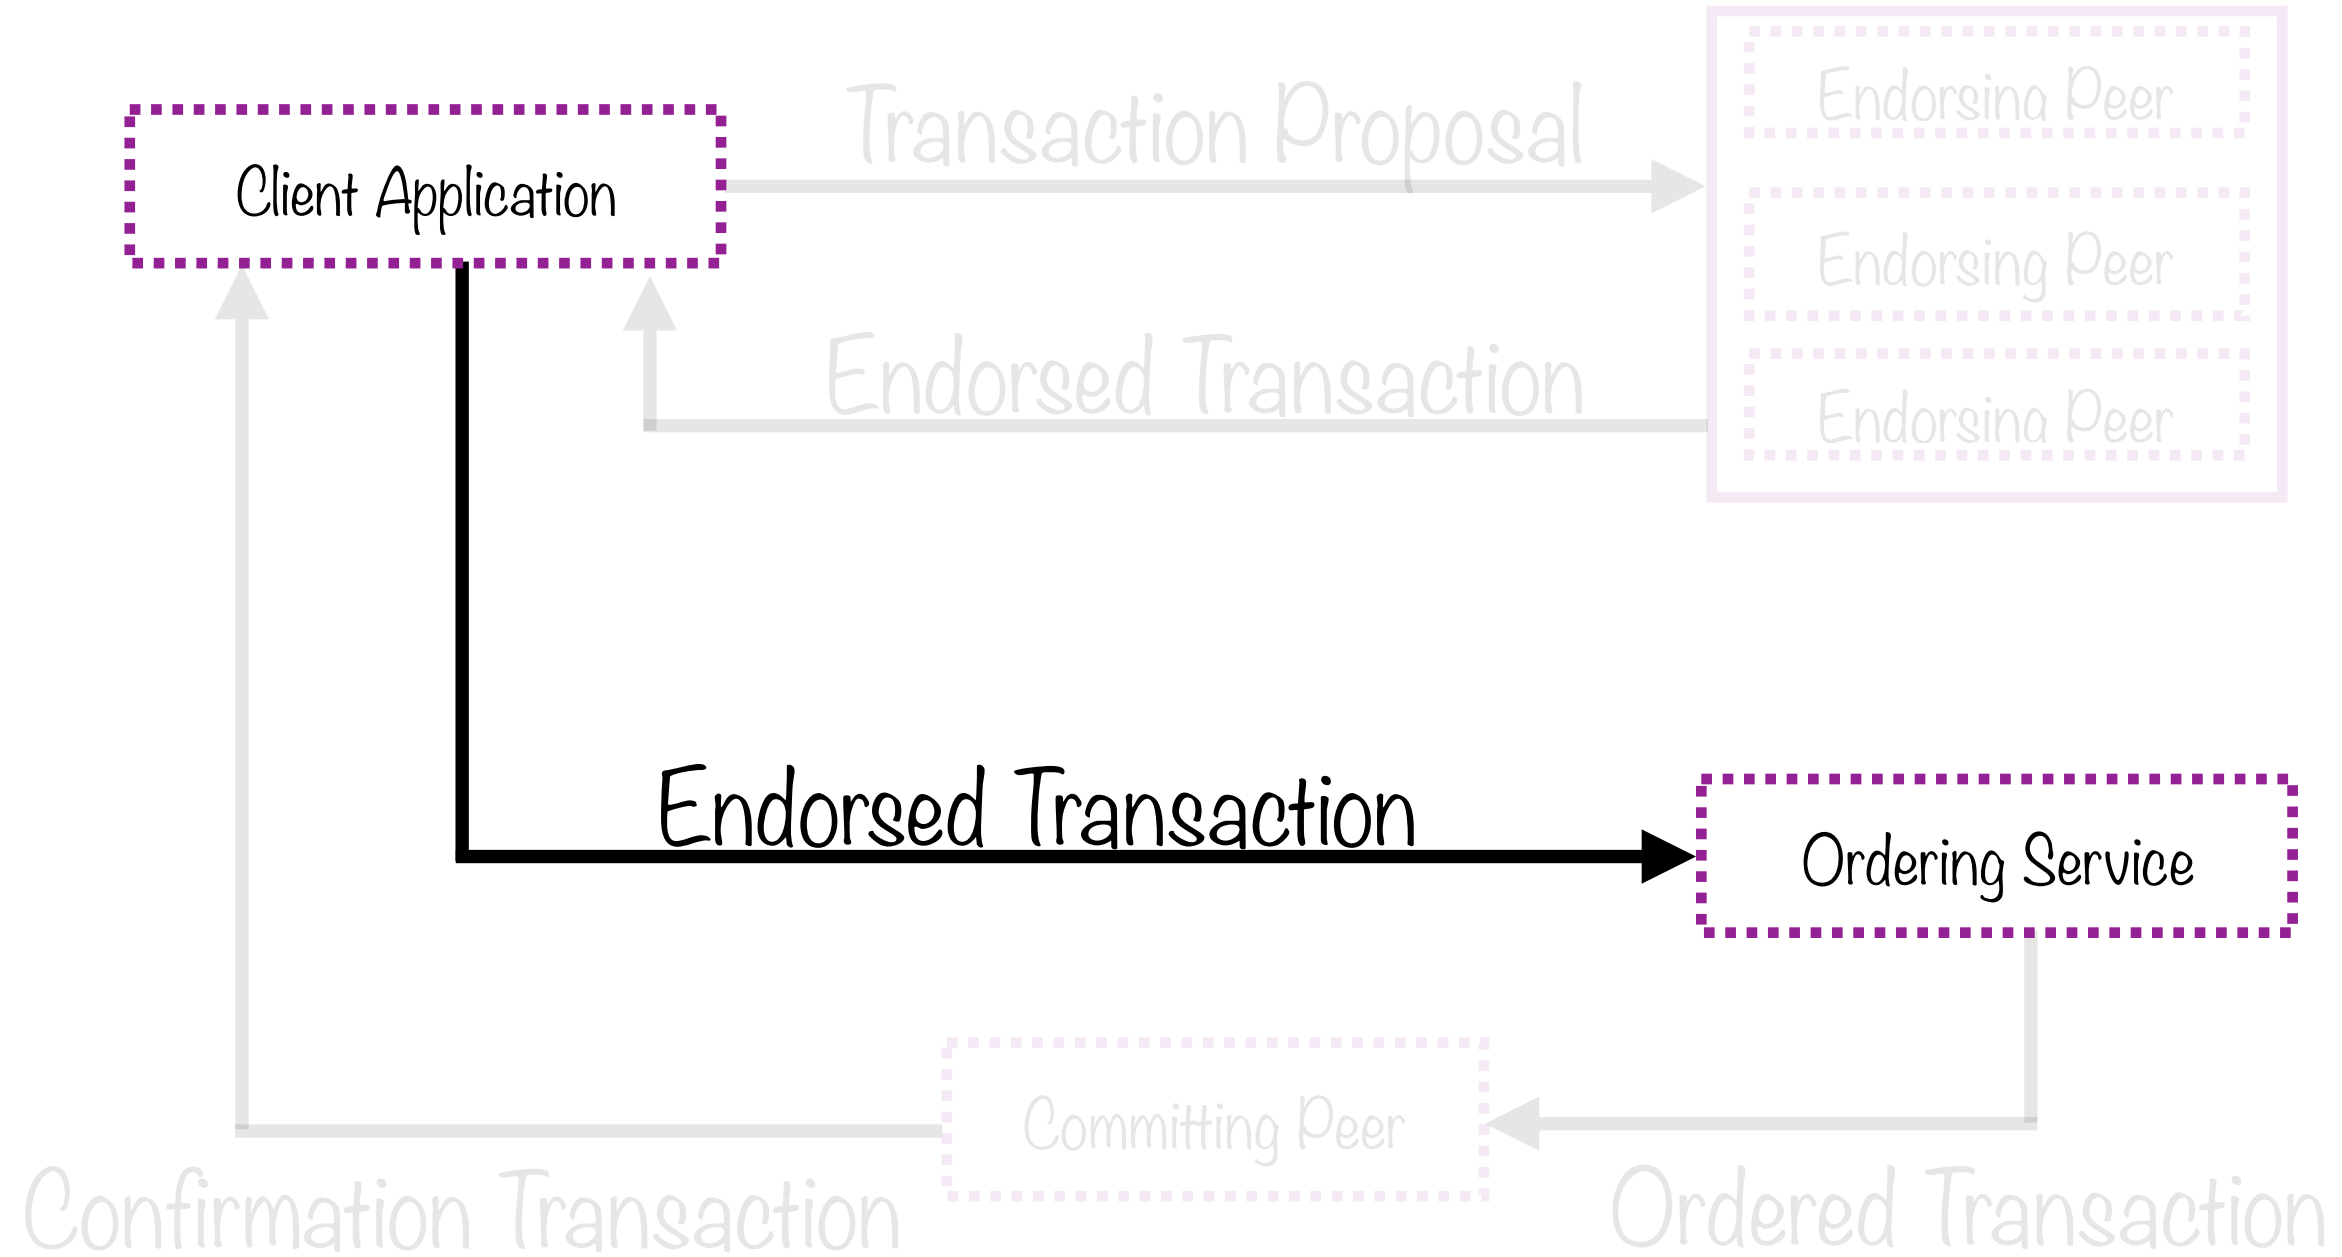 Transaction Proposal
Endorsing Peer
Client Application
Endorsing Peer
Endorsed Transaction
Endorsing Peer
Endorsed Transaction
Ordering Service
Committing Peer
Confirmation Transaction
Ordered Transaction